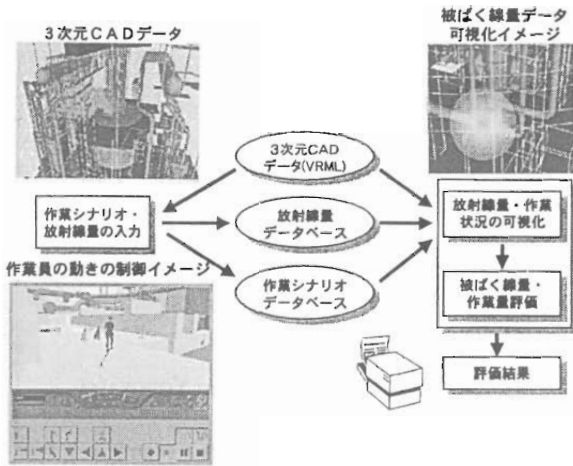 3次元CADデータ
被ばく線量データ
可視化イメージ
3次元CAD
データ(VRML)
作業シナリオ・
放射線量の入力
放射線量
データベース
放射線量・作業
状況の可視化
作業員の動きの制御イメージ
作業シナリオ
データベース
被ばく線量・
作業量評価
評価結果